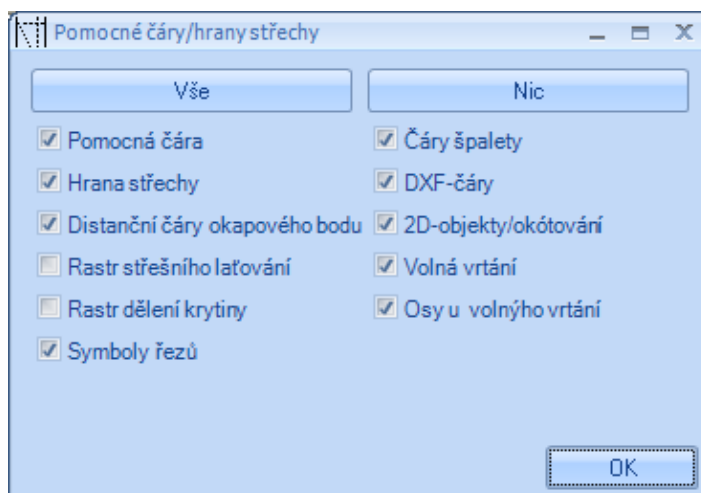 Pomocné čáry/hrany střechy
Vše
Nic
Pomocná čára
Čáry špalety
Hrana střechy
DXF-čáry
Distanční čáry okapového bodu
2D-objekty/okótování
Rastr střešního laťování
Volná vrtání
Rastr dělení krytiny
Osy u  volnýho vrtání
Symboly řezů
OK